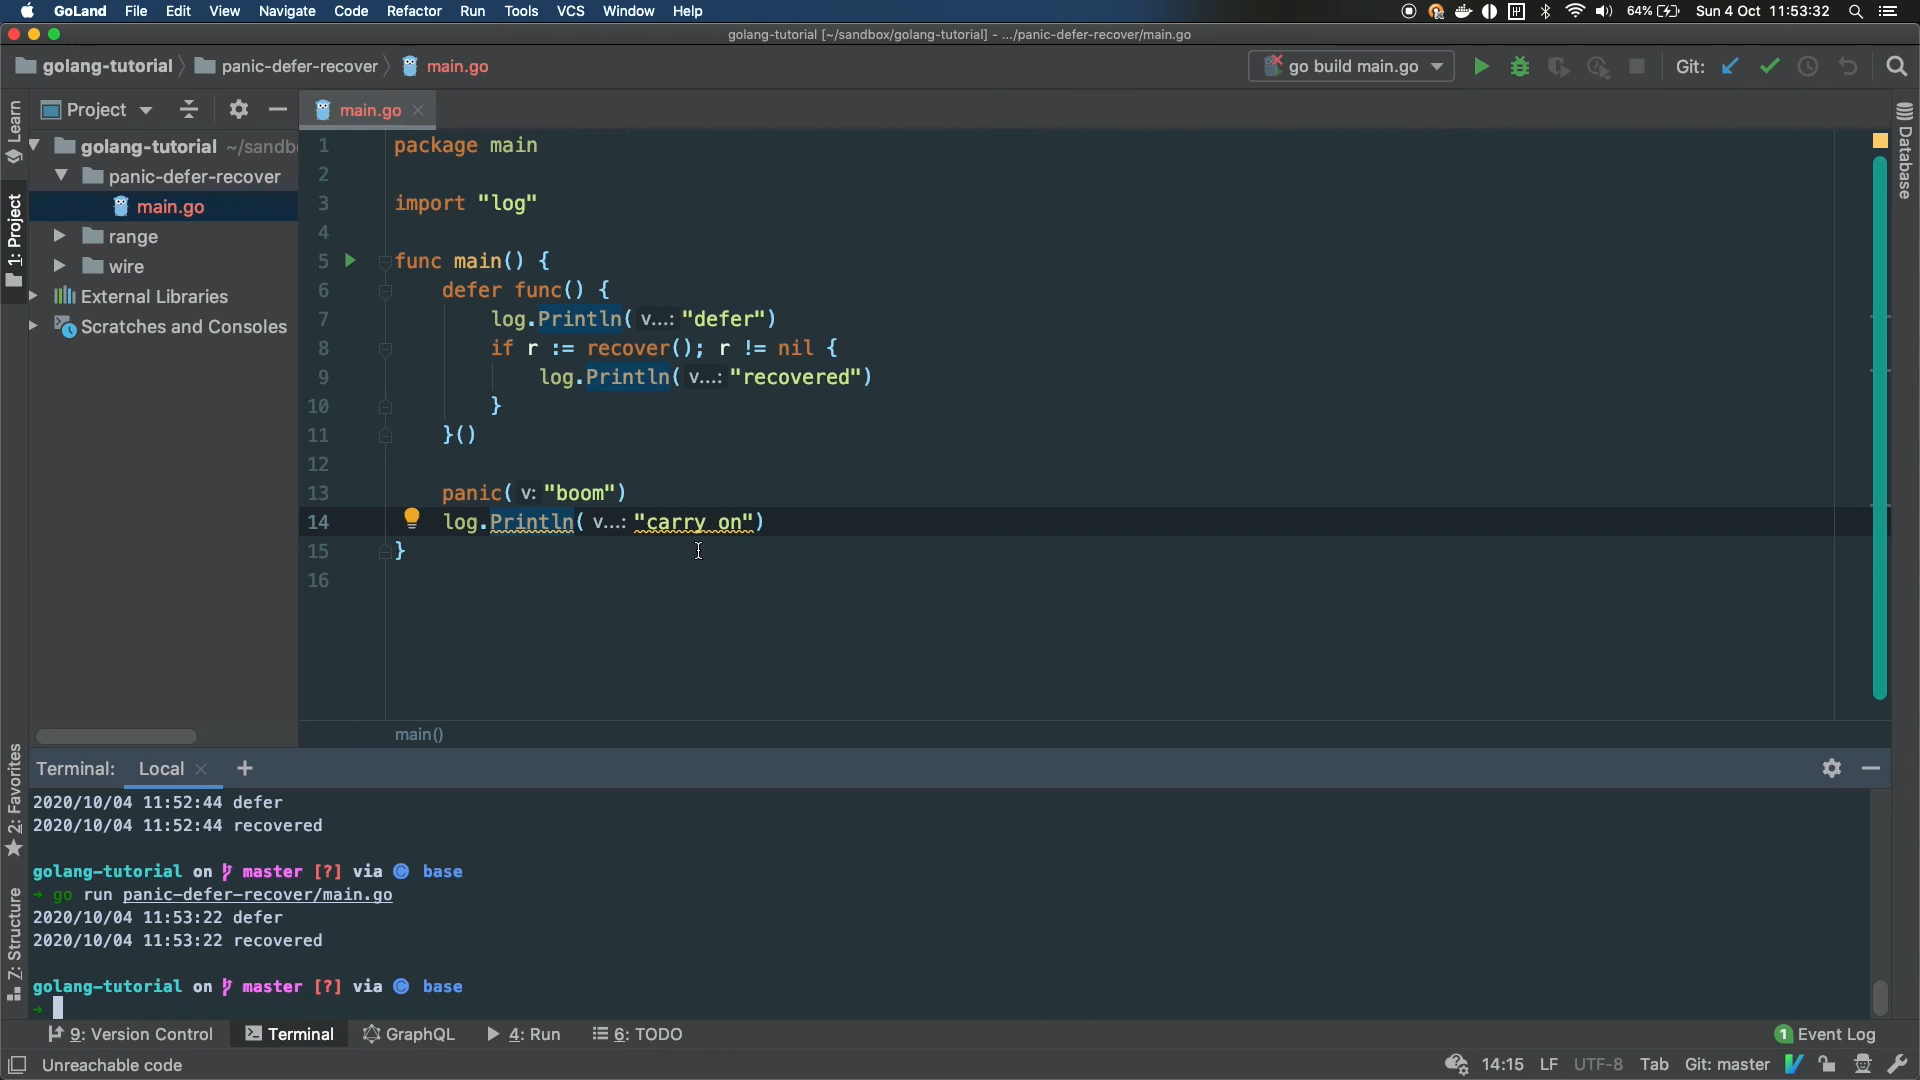 GoLand File Edit View Navigate Code Refactor Run Tools VCS Window Help 64% Sun 4 Oct 11:53:32
golang-tutorial [~/sandbox/golang-tutorial] - .../panic-defer-recover/main.go
golang-tutorial panic-defer-recover main.go go build main.go Git:
Learn
1: Project
2: Favorites
7: Structure
Project
golang-tutorial ~/sandb
panic-defer-recover
main.go
range
wire
External Libraries
Scratches and Consoles
main.go
1 package main
2
3 import "log"
4
5 func main() {
6 defer func() {
7 log.Println( v...: "defer")
8 if r := recover(); r != nil {
9 log.Println( v...: "recovered")
10 }
11 }()
12
13 panic( v: "boom")
14 log.Println( v...: "carry on")
15 }
16
main()
Database
Terminal: Local
2020/10/04 11:52:44 defer
2020/10/04 11:52:44 recovered
golang-tutorial on master [?] via base
go run panic-defer-recover/main.go
2020/10/04 11:53:22 defer
2020/10/04 11:53:22 recovered
golang-tutorial on master [?] via base
9: Version Control Terminal GraphQL 4: Run 6: TODO 1 Event Log
Unreachable code 14:15 LF UTF-8 Tab Git: master